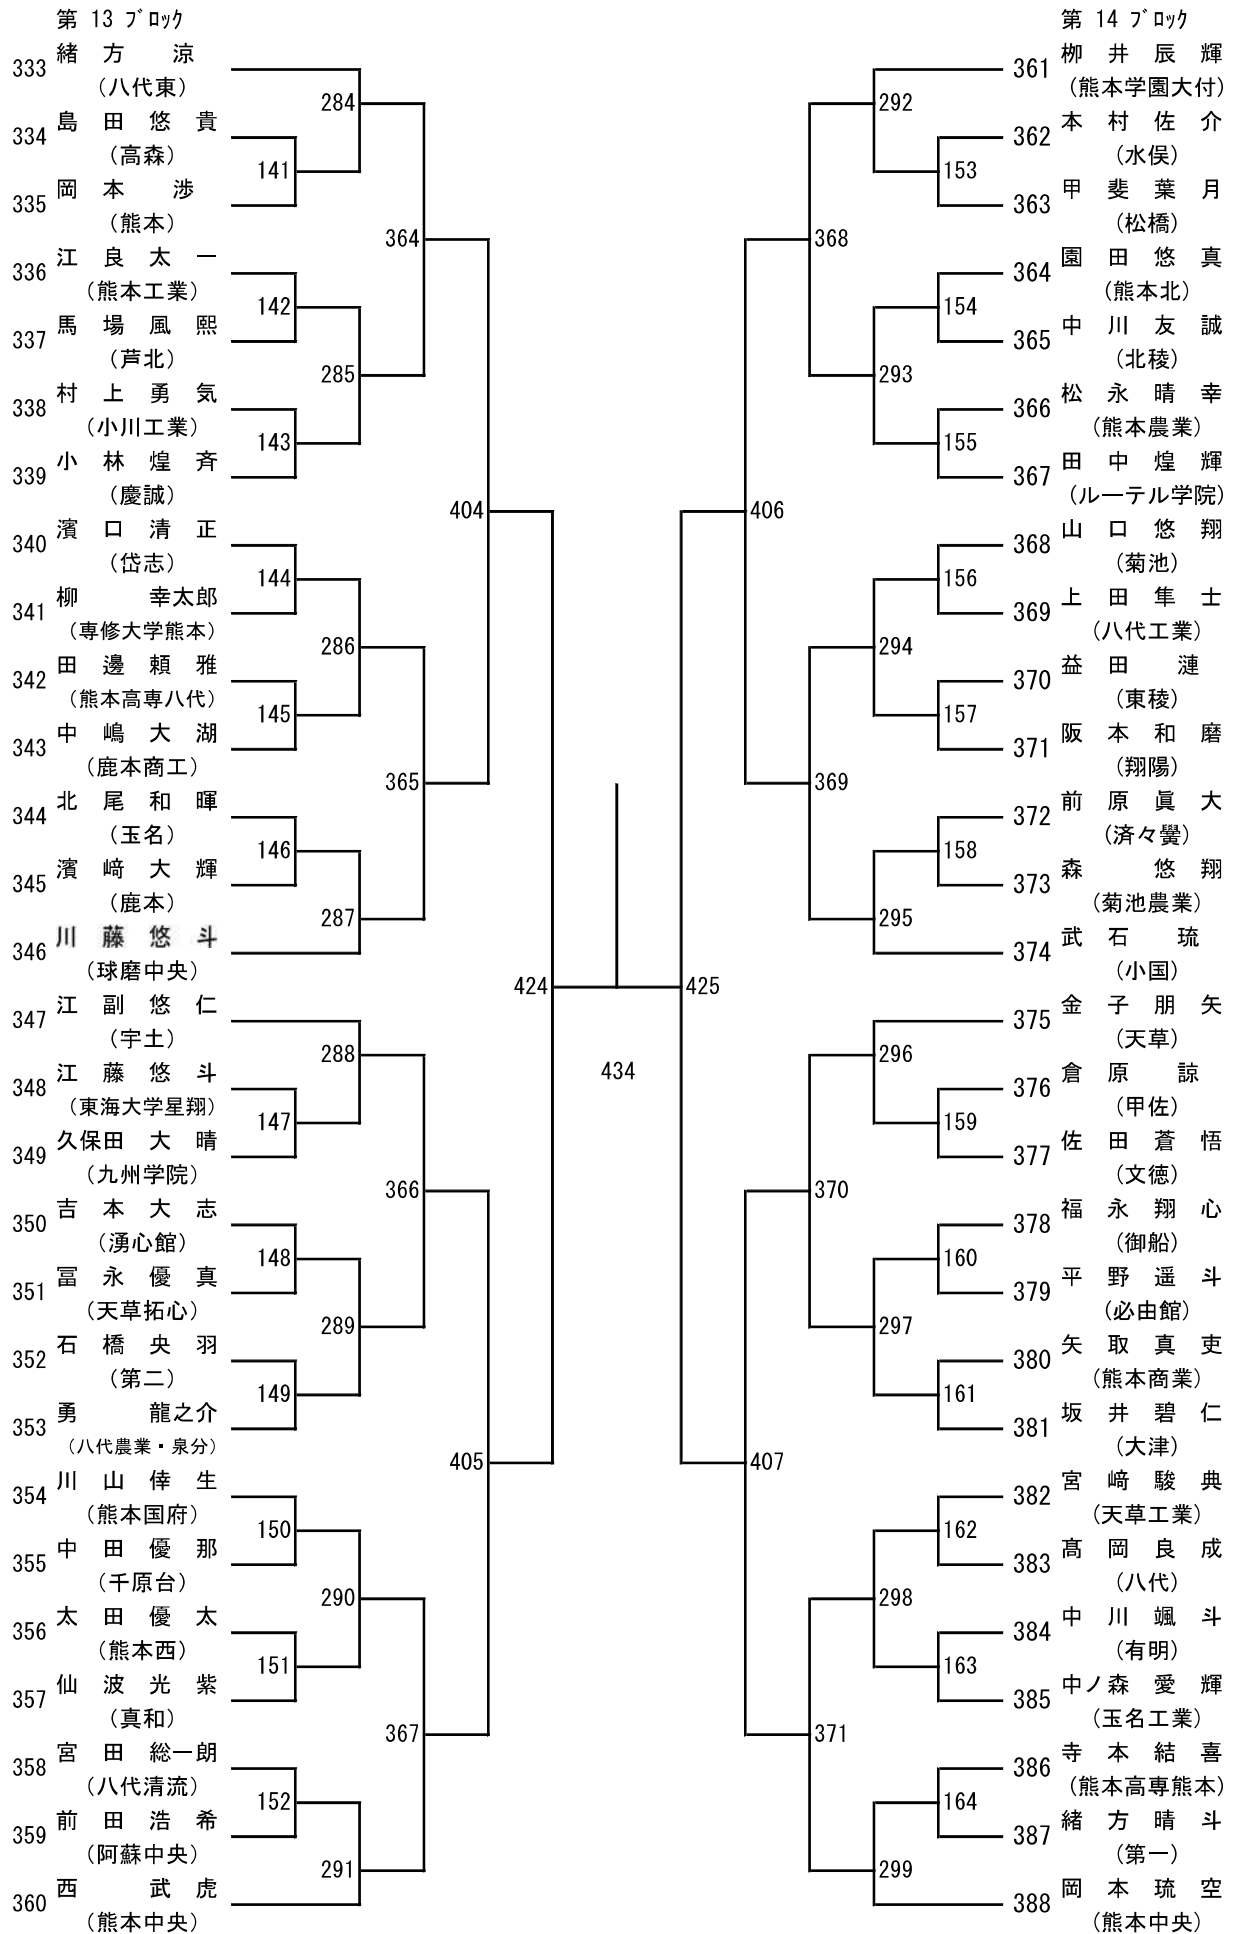 第 13 ブロック
333 緒方 涼
(八代東)
284
334 島田悠貴
(高森)
141
335 岡本 渉
(熊本)
364
336 江良太一
(熊本工業)
142
337 馬場風熙
(芦北)
285
338 村上勇気
(小川工業)
143
339 小林煌斉
(慶誠)
404
340 濱口清正
(岱志)
144
341 柳 幸太郎
(専修大学熊本)
286
342 田邊頼雅
(熊本高専八代)
145
343 中嶋大湖
(鹿本商工)
365
344 北尾和暉
(玉名)
146
345 濱﨑大輝
(鹿本)
287
346 川藤悠斗
(球磨中央)
424
347 江副悠仁
(宇土)
288
348 江藤悠斗
(東海大学星翔)
147
349 久保田大晴
(九州学院)
366
350 吉本大志
(湧心館)
148
351 冨永優真
(天草拓心)
289
352 石橋央羽
(第二)
149
353 勇 龍之介
(八代農業・泉分)
405
354 川山倖生
(熊本国府)
150
355 中田優那
(千原台)
290
356 太田優太
(熊本西)
151
357 仙波光紫
(真和)
367
358 宮田総一朗
(八代清流)
152
359 前田浩希
(阿蘇中央)
291
360 西 武虎
(熊本中央)
434
第 14 ブロック
361 栁井辰輝
(熊本学園大付)
292
362 本村佐介
(水俣)
153
363 甲斐葉月
(松橋)
368
364 園田悠真
(熊本北)
154
365 中川友誠
(北稜)
293
366 松永晴幸
(熊本農業)
155
367 田中煌輝
(ルーテル学院)
406
368 山口悠翔
(菊池)
156
369 上田隼士
(八代工業)
294
370 益田 漣
(東稜)
157
371 阪本和磨
(翔陽)
369
372 前原眞大
(済々黌)
158
373 森 悠翔
(菊池農業)
295
374 武石 琉
(小国)
425
375 金子朋矢
(天草)
296
376 倉原 諒
(甲佐)
159
377 佐田蒼悟
(文徳)
370
378 福永翔心
(御船)
160
379 平野遥斗
(必由館)
297
380 矢取真吏
(熊本商業)
161
381 坂井碧仁
(大津)
407
382 宮﨑駿典
(天草工業)
162
383 髙岡良成
(八代)
298
384 中川颯斗
(有明)
163
385 中ノ森愛輝
(玉名工業)
371
386 寺本結喜
(熊本高専熊本)
164
387 緒方晴斗
(第一)
299
388 岡本琉空
(熊本中央)